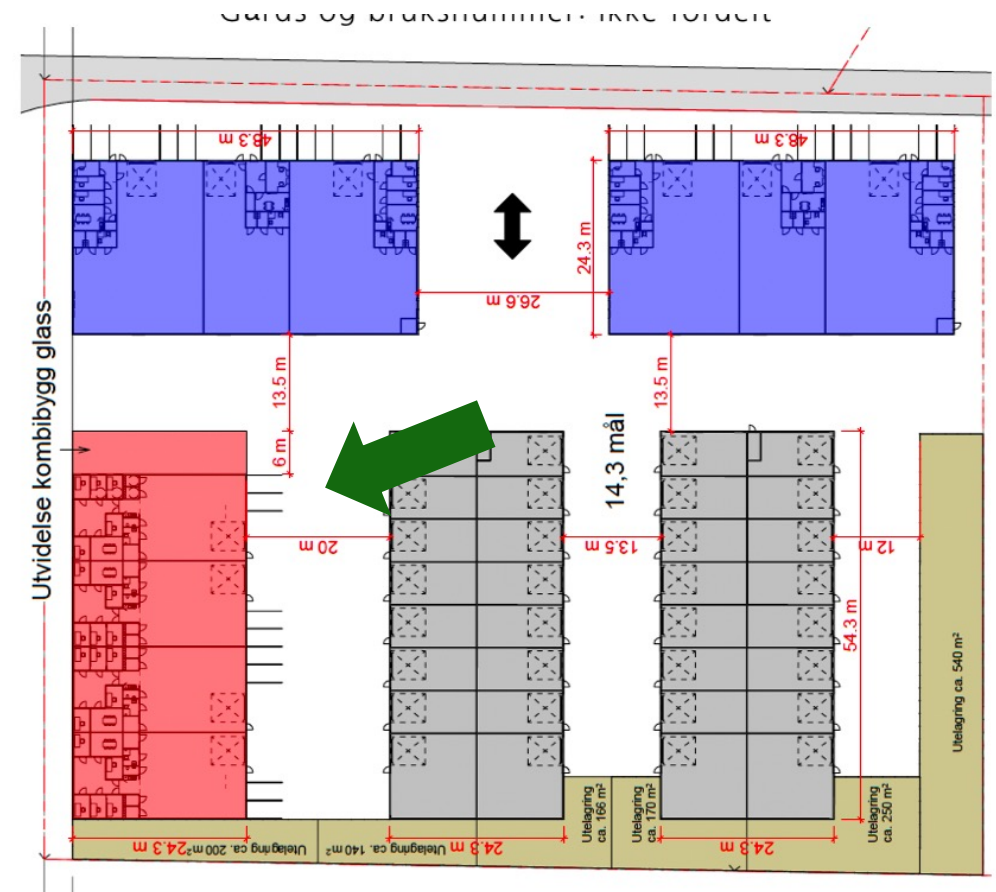 Gårds og bruksnummer: Ikke fordelt
48.3 m
48.3 m
24.3 m
26.6 m
Utvidelse kombibygg glass
13.5 m
13.5 m
6 m
14,3 mål
20 m
13.5 m
12 m
54.3 m
Utelagring ca. 540 m²
Utelagring
ca. 166 m²
Utelagring
ca. 170 m²
Utelagring
ca. 250 m²
24.3 m
Utelagring ca. 200 m²
Utelagring ca. 140 m²
24.3 m
24.3 m